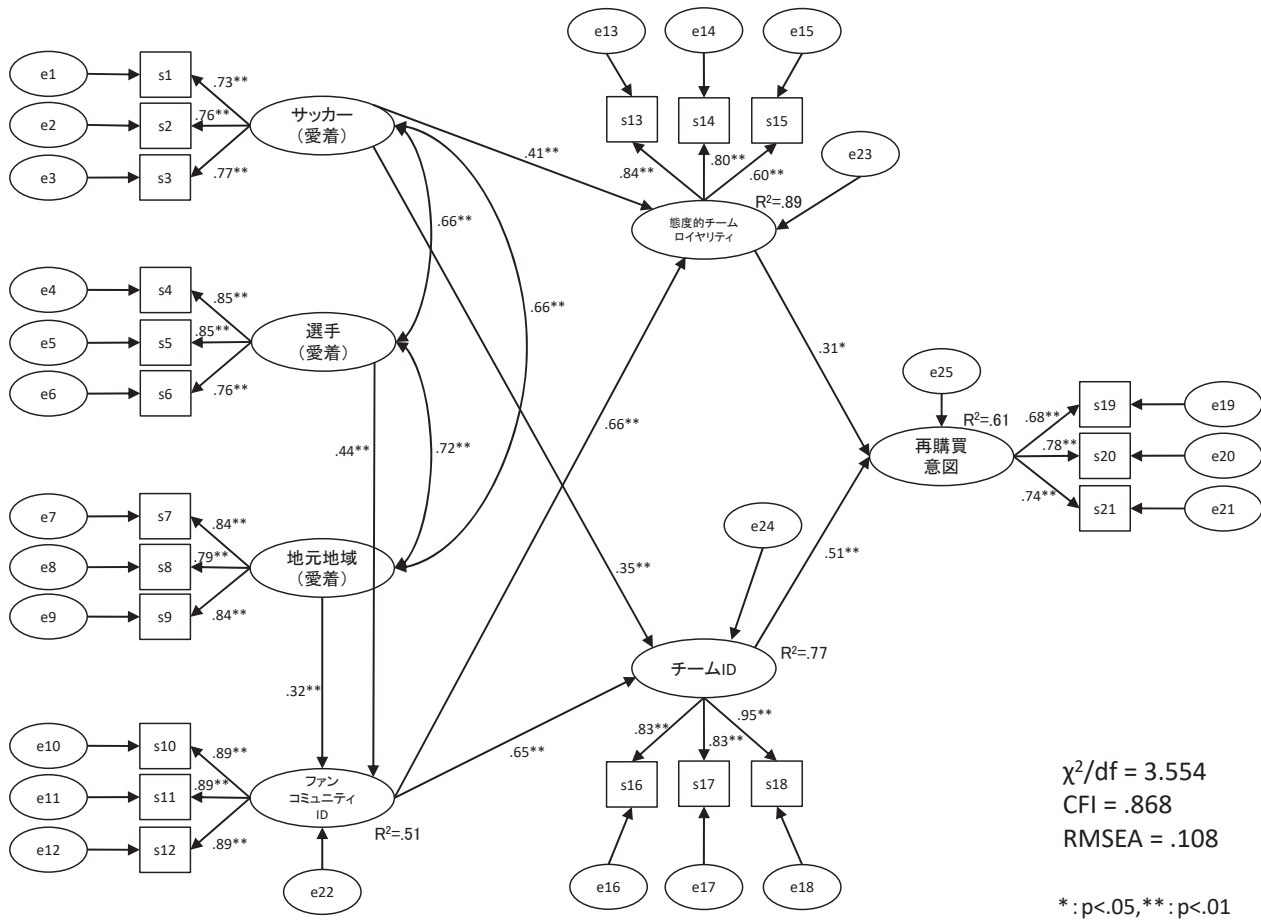 e1
s1
.73**
e2
s2
.76**
e3
s3
.77**
サッカー
(愛着)
e4
s4
.85**
e5
s5
.85**
e6
s6
.76**
選手
(愛着)
e7
s7
.84**
e8
s8
.79**
e9
s9
.84**
地元地域
(愛着)
e10
s10
.89**
e11
s11
.89**
e12
s12
.89**
ファン
コミュニティ
ID
R²=.51
e22
.66**
.66**
.72**
.44**
.32**
.41**
.35**
.66**
.65**
e13
e14
e15
s13
s14
s15
.84**
.80**
.60**
e23
R²=.89
態度的チーム
ロイヤリティ
.31*
.51**
e24
チームID
R²=.77
.83**
.83**
.95**
s16
s17
s18
e16
e17
e18
e25
R²=.61
再購買
意図
.68**
s19
e19
.78**
s20
e20
.74**
s21
e21
χ²/df = 3.554
CFI = .868
RMSEA = .108
*:p<.05,**:p<.01